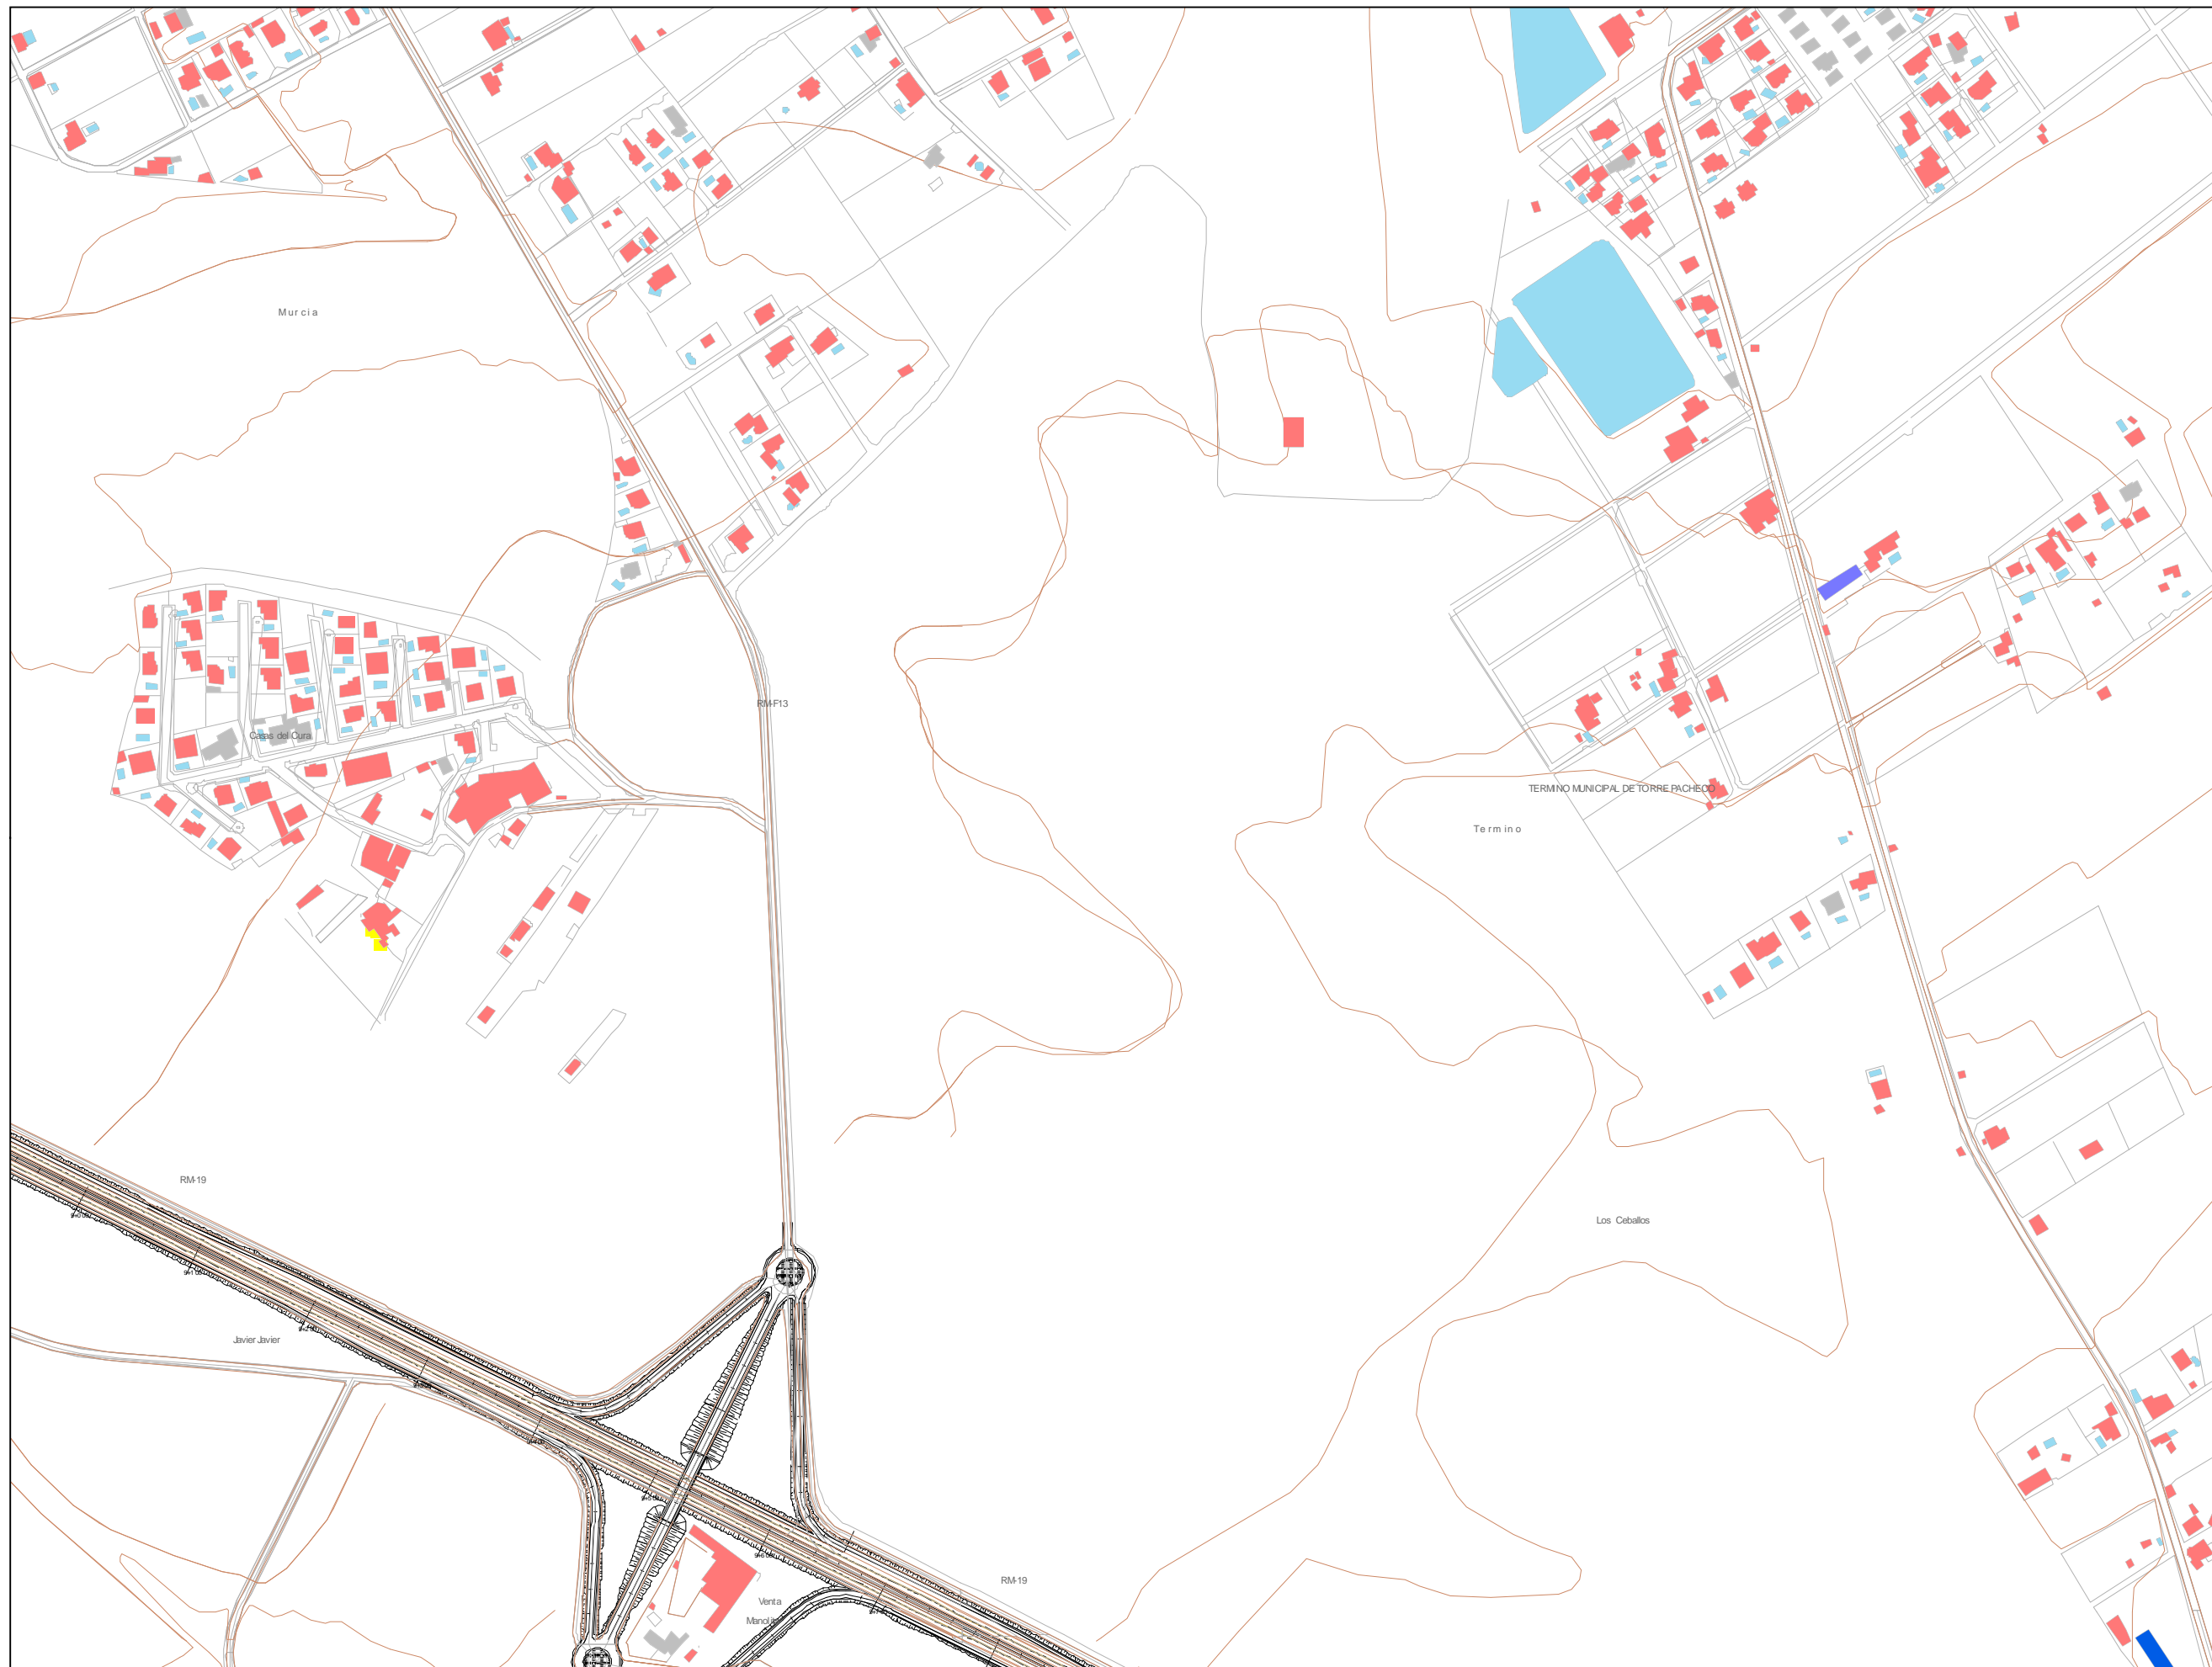 Murcia
RM-F13
Casas del Cura
TERMINO MUNICIPAL DE TORRE PACHECO
Termino
RM-19
Los Ceballos
Javier Javier
RM-19
Venta